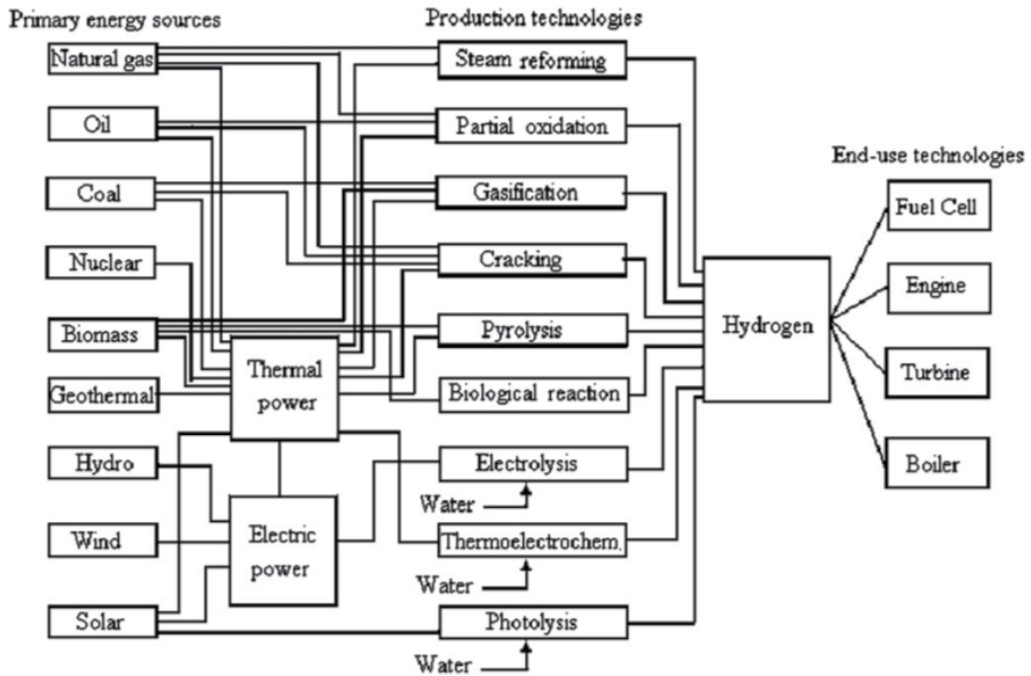 Primary energy sources
Production technologies
Natural gas
Steam reforming
Oil
Partial oxidation
End-use technologies
Coal
Gasification
Fuel Cell
Nuclear
Cracking
Engine
Biomass
Pyrolysis
Hydrogen
Thermal
power
Turbine
Geothermal
Biological reaction
Hydro
Electrolysis
Boiler
Water
Wind
Electric
power
Thermoelectrochem.
Water
Solar
Photolysis
Water